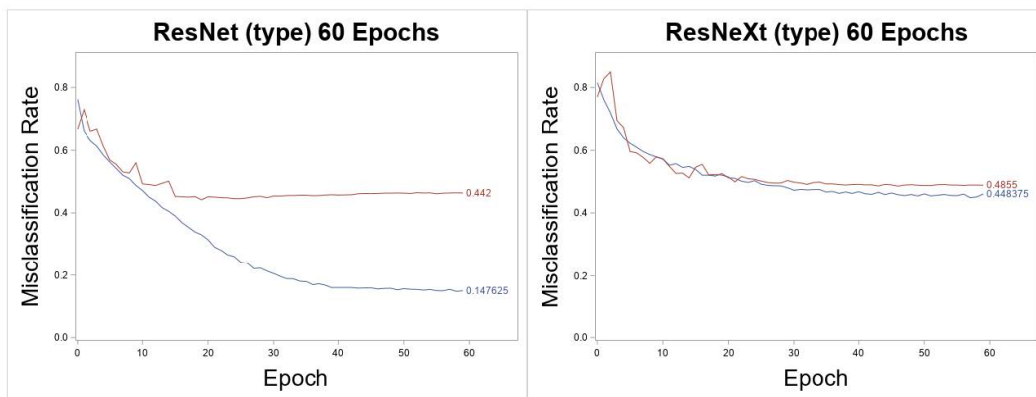 ResNet (type) 60 Epochs
Misclassification Rate
0.8
0.6
0.4
0.2
0.0
0.442
0.147625
0 10 20 30 40 50 60
Epoch
ResNeXt (type) 60 Epochs
Misclassification Rate
0.8
0.6
0.4
0.2
0.0
0.4855
0.448375
0 10 20 30 40 50 60
Epoch